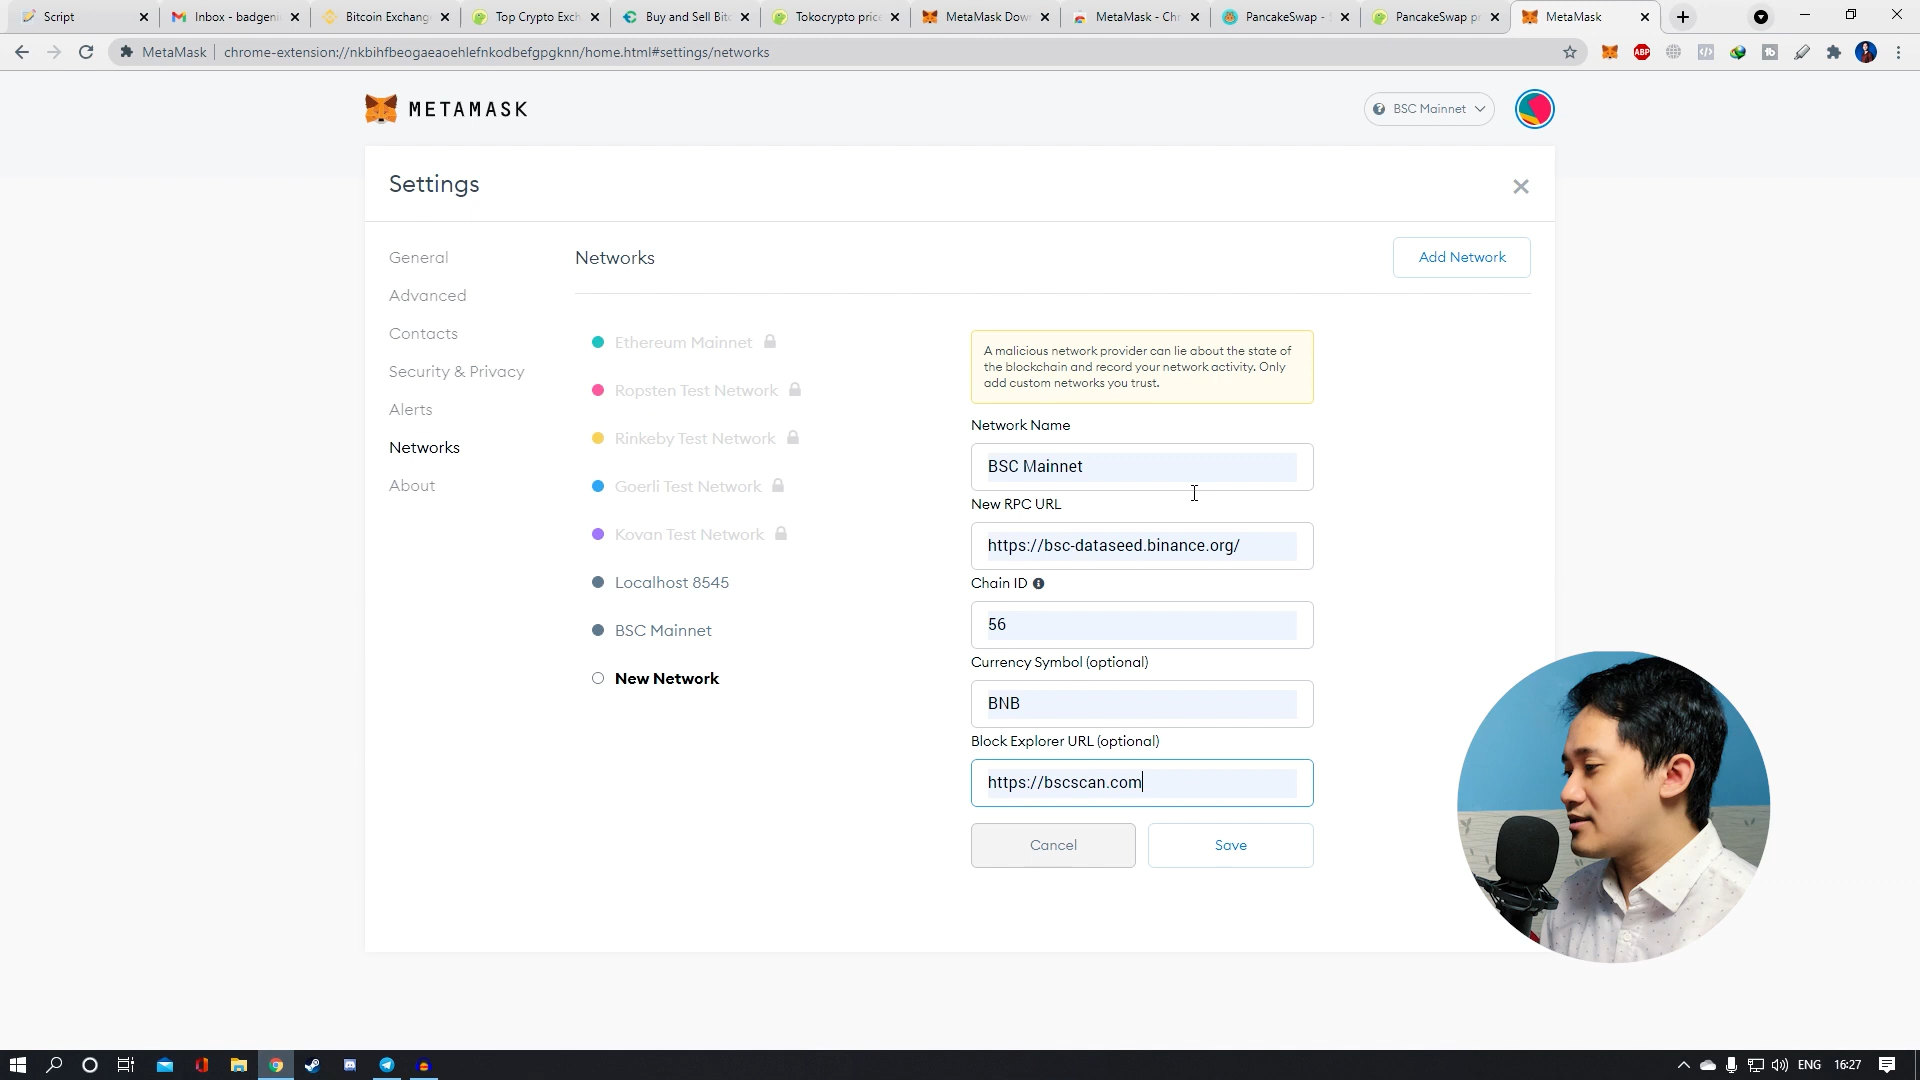 Script
Inbox - badgeni
Bitcoin Exchang
Top Crypto Exch
Buy and Sell Bit
Tokocrypto price
MetaMask Dow
MetaMask - Ch
PancakeSwap -
PancakeSwap p
MetaMask
MetaMask
chrome-extension://nkbihfbeogaeaoehlefnkodbefgpgknn/home.html#settings/networks
ABP
METAMASK
BSC Mainnet
Settings
General
Advanced
Contacts
Security & Privacy
Alerts
Networks
About
Networks
Add Network
Ethereum Mainnet
Ropsten Test Network
Rinkeby Test Network
Goerli Test Network
Kovan Test Network
Localhost 8545
BSC Mainnet
New Network
A malicious network provider can lie about the state of
the blockchain and record your network activity. Only
add custom networks you trust.
Network Name
BSC Mainnet
New RPC URL
https://bsc-dataseed.binance.org/
Chain ID
56
Currency Symbol (optional)
BNB
Block Explorer URL (optional)
https://bscscan.com
Cancel
Save
ENG
16:27